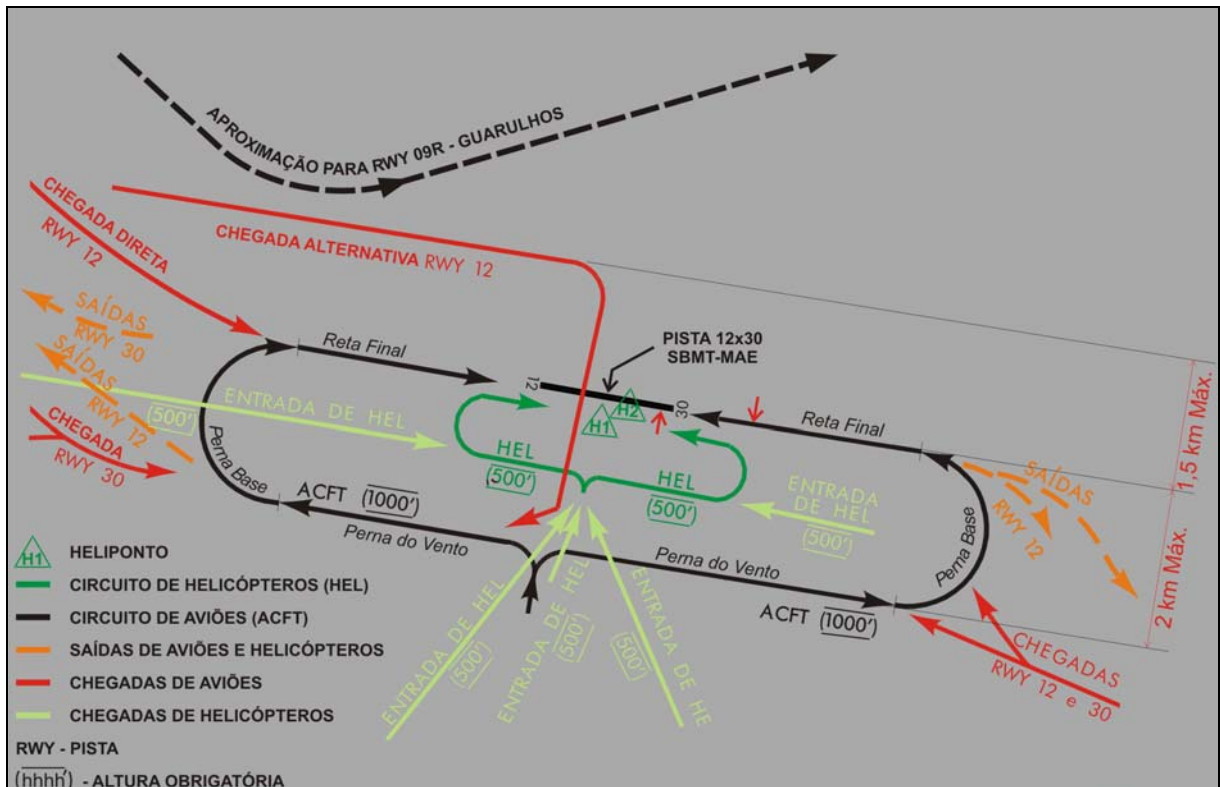 APROXIMAÇÃO PARA RWY 09R - GUARULHOS
CHEGADA DIRETA
RWY 12
CHEGADA ALTERNATIVA RWY 12
SAÍDAS
RWY 30
SAÍDAS
RWY 12
Reta Final
PISTA 12x30
SBMT-MAE
12
30
H1
H2
ENTRADA DE HEL
(500')
Reta Final
1,5 km Máx.
CHEGADA
RWY 30
Perna Base
HEL
(500')
HEL
(500')
ENTRADA
DE HEL
(500')
SAÍDAS
RWY 12
Perna Base
2 km Máx.
ACFT (1000')
Perna do Vento
Perna do Vento
ACFT (1000')
ENTRADA DE HEL
(500')
ENTRADA DE HEL
(500')
ENTRADA DE HE
(500')
CHEGADAS
RWY 12 e 30
H1 HELIPONTO
CIRCUITO DE HELICÓPTEROS (HEL)
CIRCUITO DE AVIÕES (ACFT)
SAÍDAS DE AVIÕES E HELICÓPTEROS
CHEGADAS DE AVIÕES
CHEGADAS DE HELICÓPTEROS
RWY - PISTA
(hhhh') - ALTURA OBRIGATÓRIA